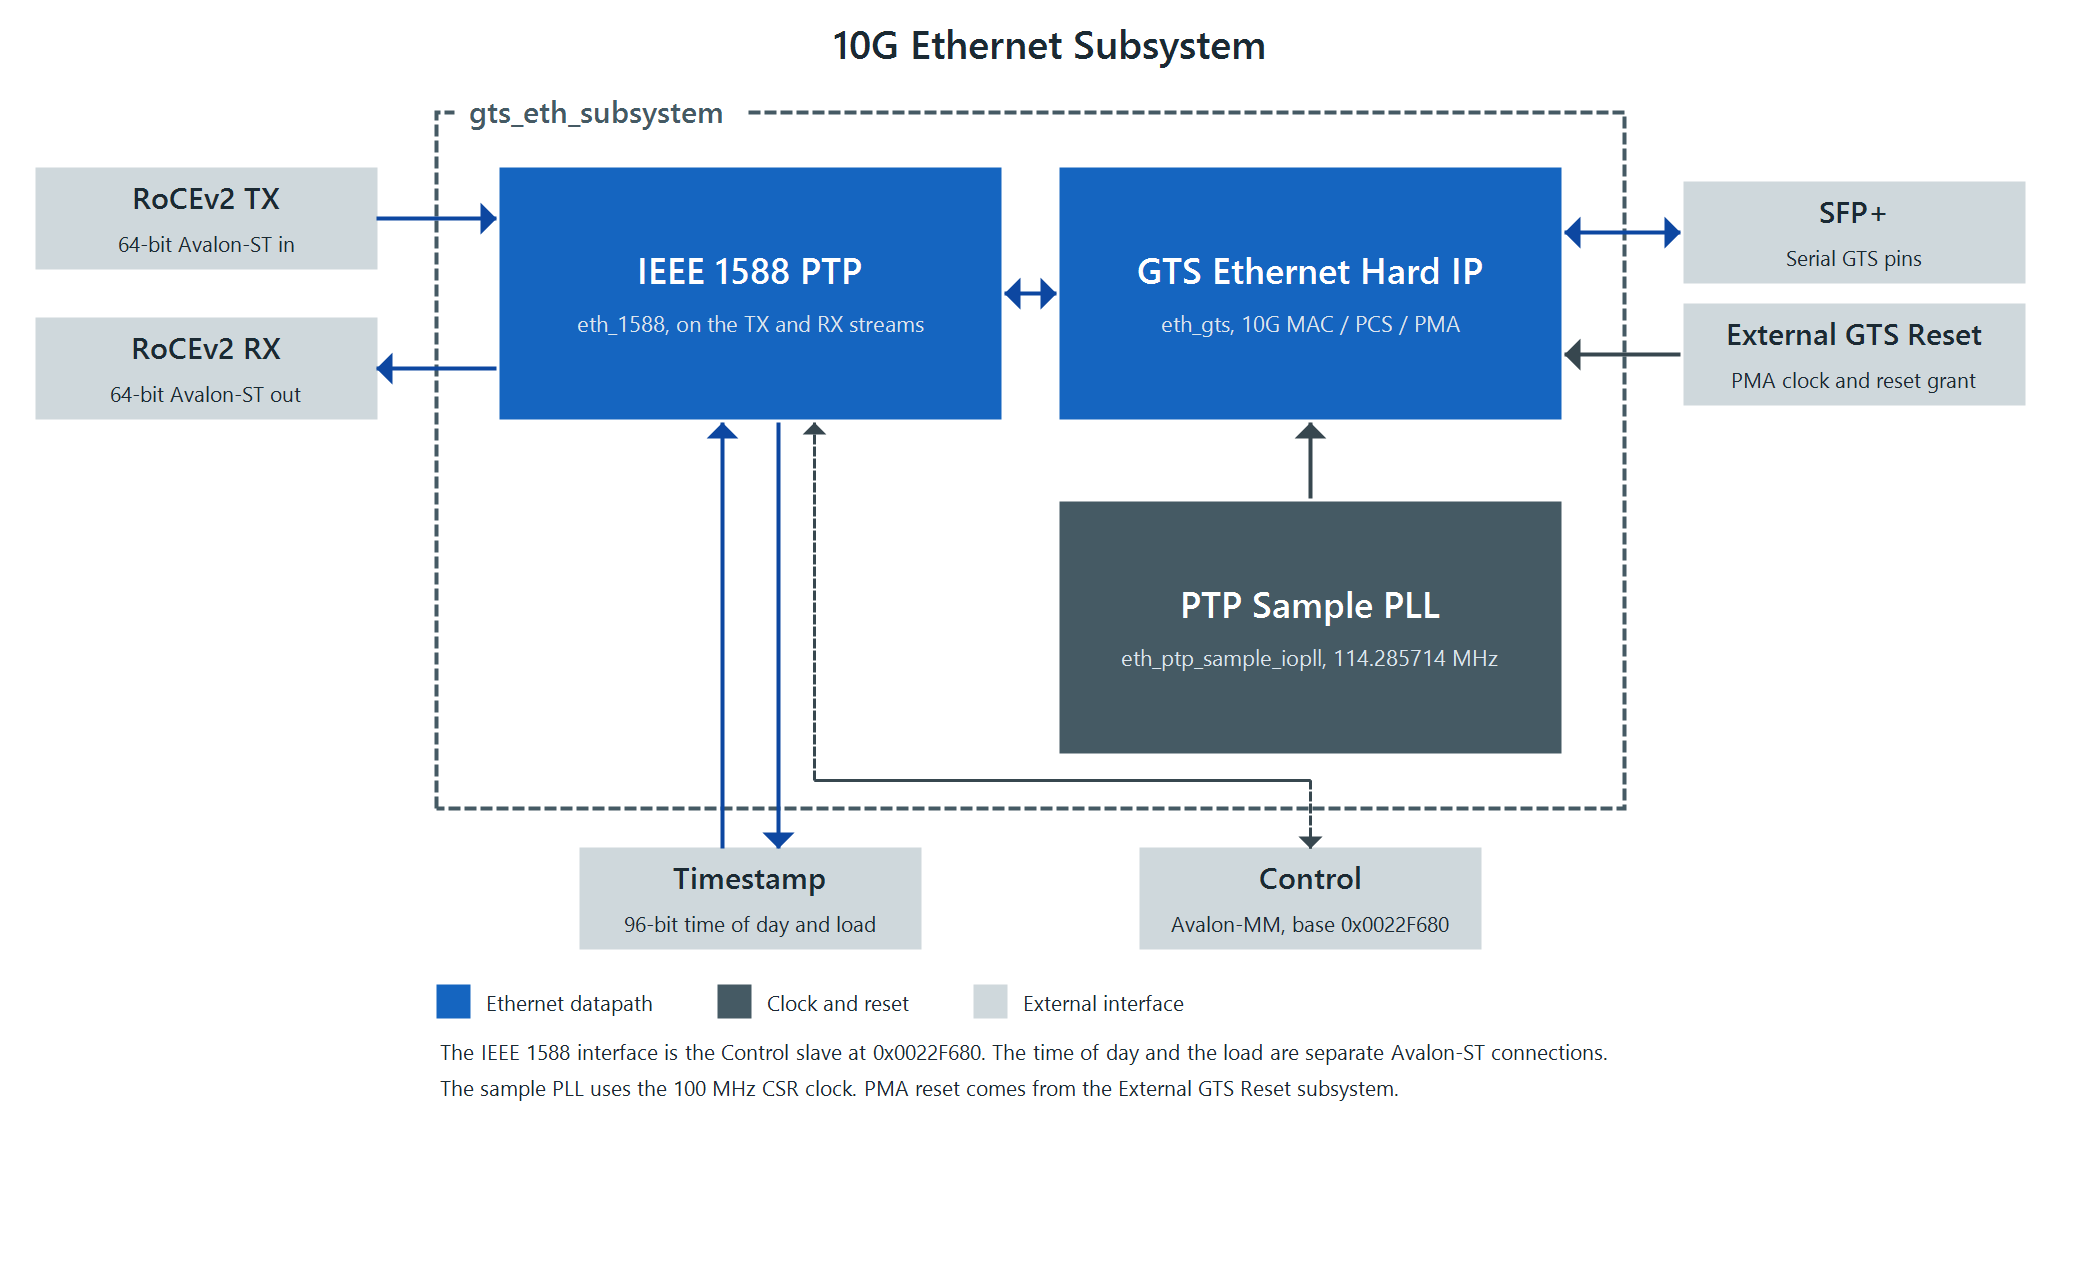 10G Ethernet Subsystem
gts_eth_subsystem
RoCEv2 TX
64-bit Avalon-ST in
RoCEv2 RX
64-bit Avalon-ST out
IEEE 1588 PTP
eth_1588, on the TX and RX streams
GTS Ethernet Hard IP
eth_gts, 10G MAC / PCS / PMA
SFP+
Serial GTS pins
External GTS Reset
PMA clock and reset grant
PTP Sample PLL
eth_ptp_sample_iopll, 114.285714 MHz
Timestamp
96-bit time of day and load
Control
Avalon-MM, base 0x0022F680
Ethernet datapath
Clock and reset
External interface
The IEEE 1588 interface is the Control slave at 0x0022F680. The time of day and the load are separate Avalon-ST connections.
The sample PLL uses the 100 MHz CSR clock. PMA reset comes from the External GTS Reset subsystem.